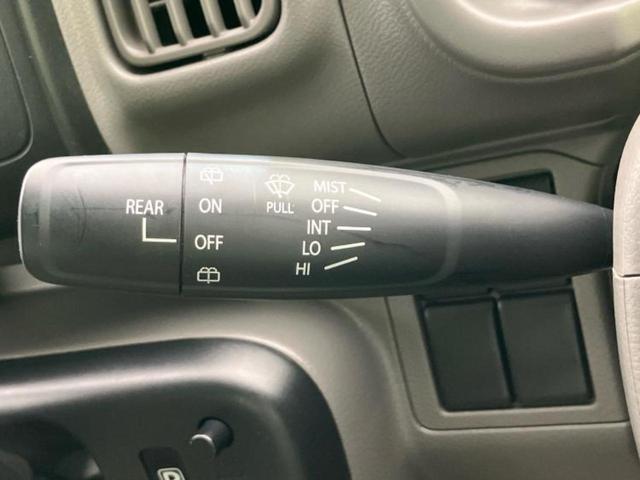 REAR
ON
OFF
PULL
MIST
OFF
INT
LO
HI
P